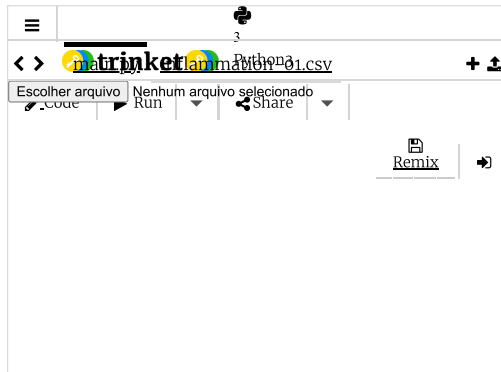 3
Python3
trinket
main.py inflammation-01.csv
Escolher arquivo Nenhum arquivo selecionado
Code Run Share
Remix